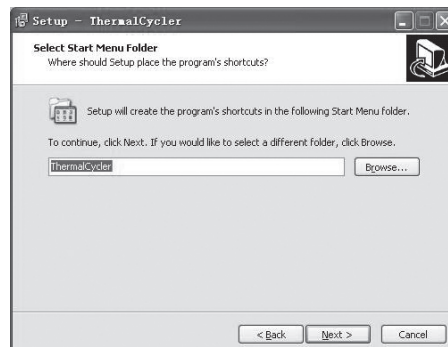 Setup - ThermalCycler
Select Start Menu Folder
Where should Setup place the program's shortcuts?
Setup will create the program's shortcuts in the following Start Menu folder.
To continue, click Next. If you would like to select a different folder, click Browse.
ThermalCycler
Browse...
< Back
Next >
Cancel